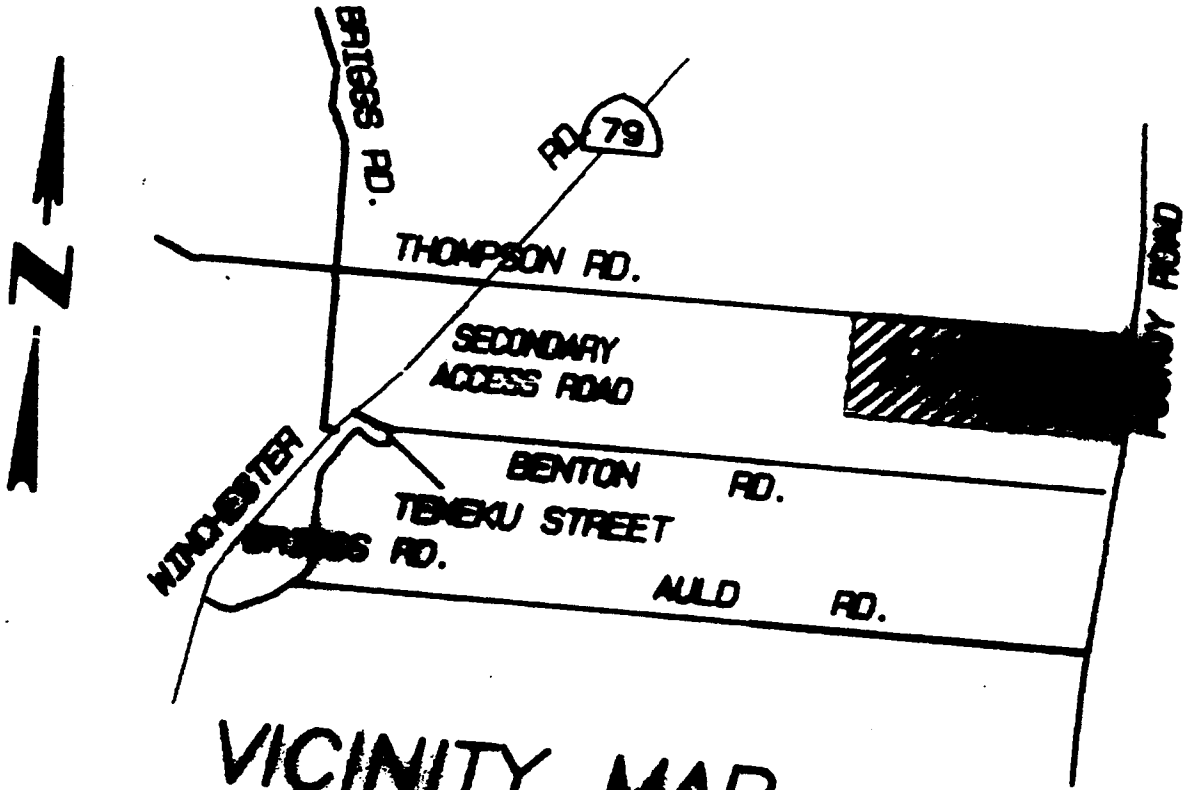 BRIGGS RD.
79
RD
THOMPSON RD.
ROAD
N
SECONDARY
ACCESS ROAD
BENTON RD.
WINCHESTER
TEMEKU STREET
BRIGGS RD.
AULD RD.
VICINITY MAP